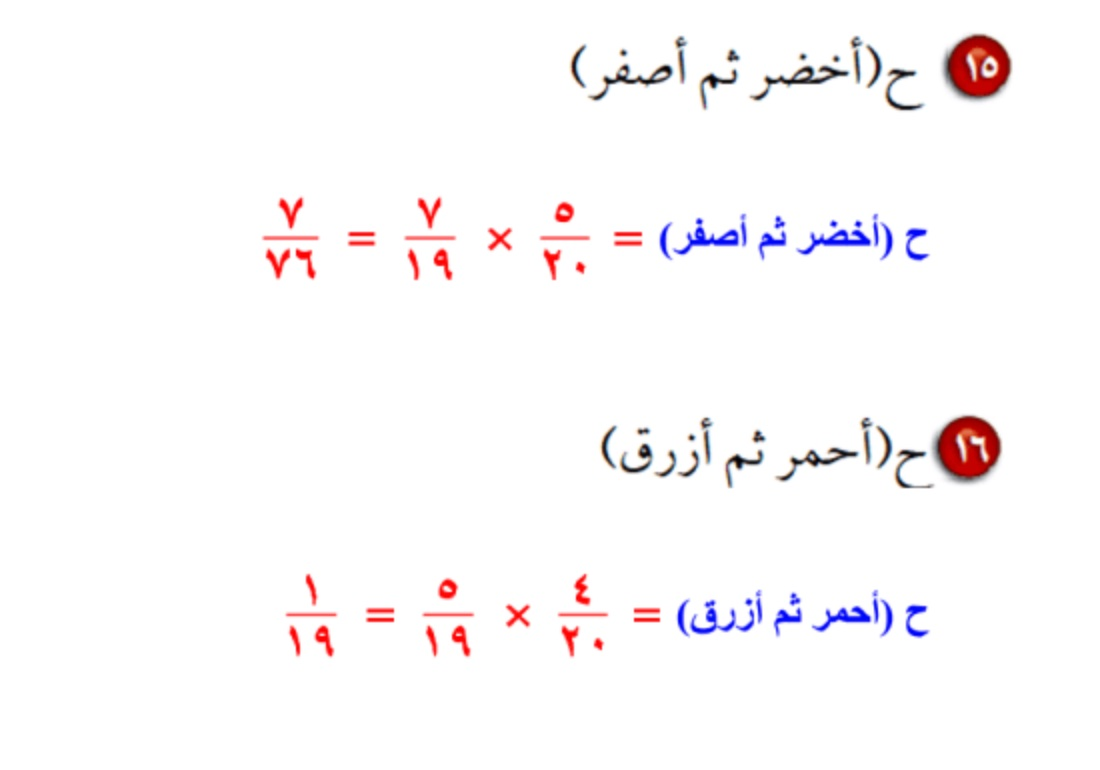 ١٥ ح(أخضر ثم أصفر)
ح (أخضر ثم أصفر) = ٥/٢٠ × ٧/١٩ = ٧/٧٦
١٦ ح(أحمر ثم أزرق)
ح (أحمر ثم أزرق) = ٤/٢٠ × ٥/١٩ = ١/١٩